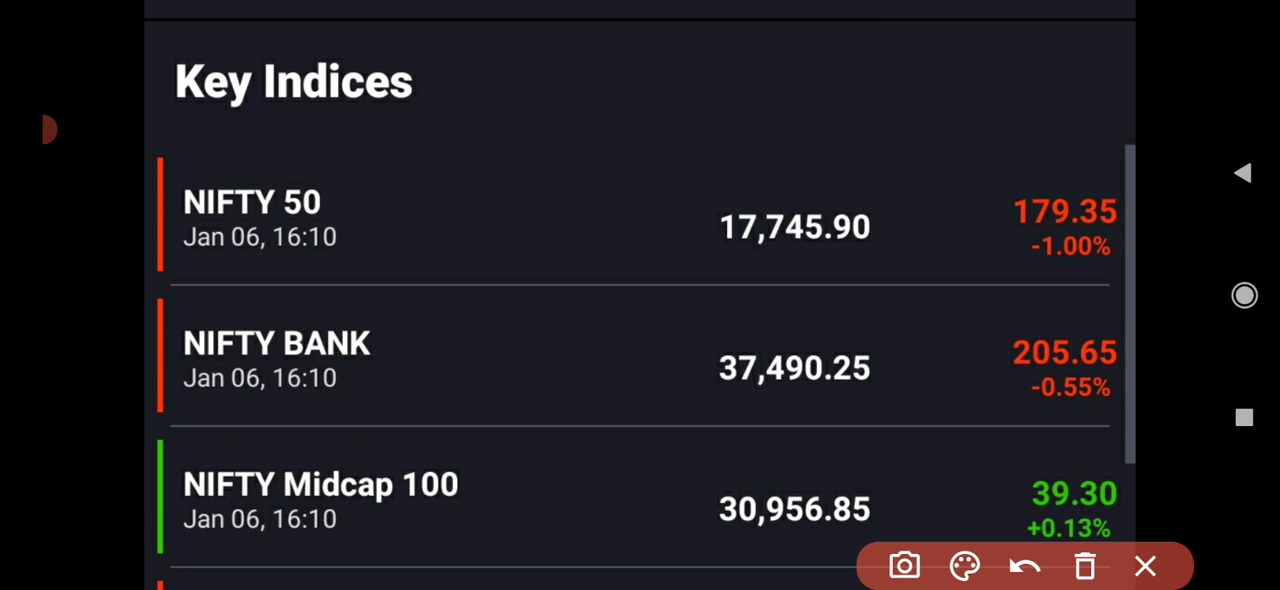 Key Indices
NIFTY 50
Jan 06, 16:10
17,745.90
179.35
-1.00%
NIFTY BANK
Jan 06, 16:10
37,490.25
205.65
-0.55%
NIFTY Midcap 100
Jan 06, 16:10
30,956.85
39.30
+0.13%